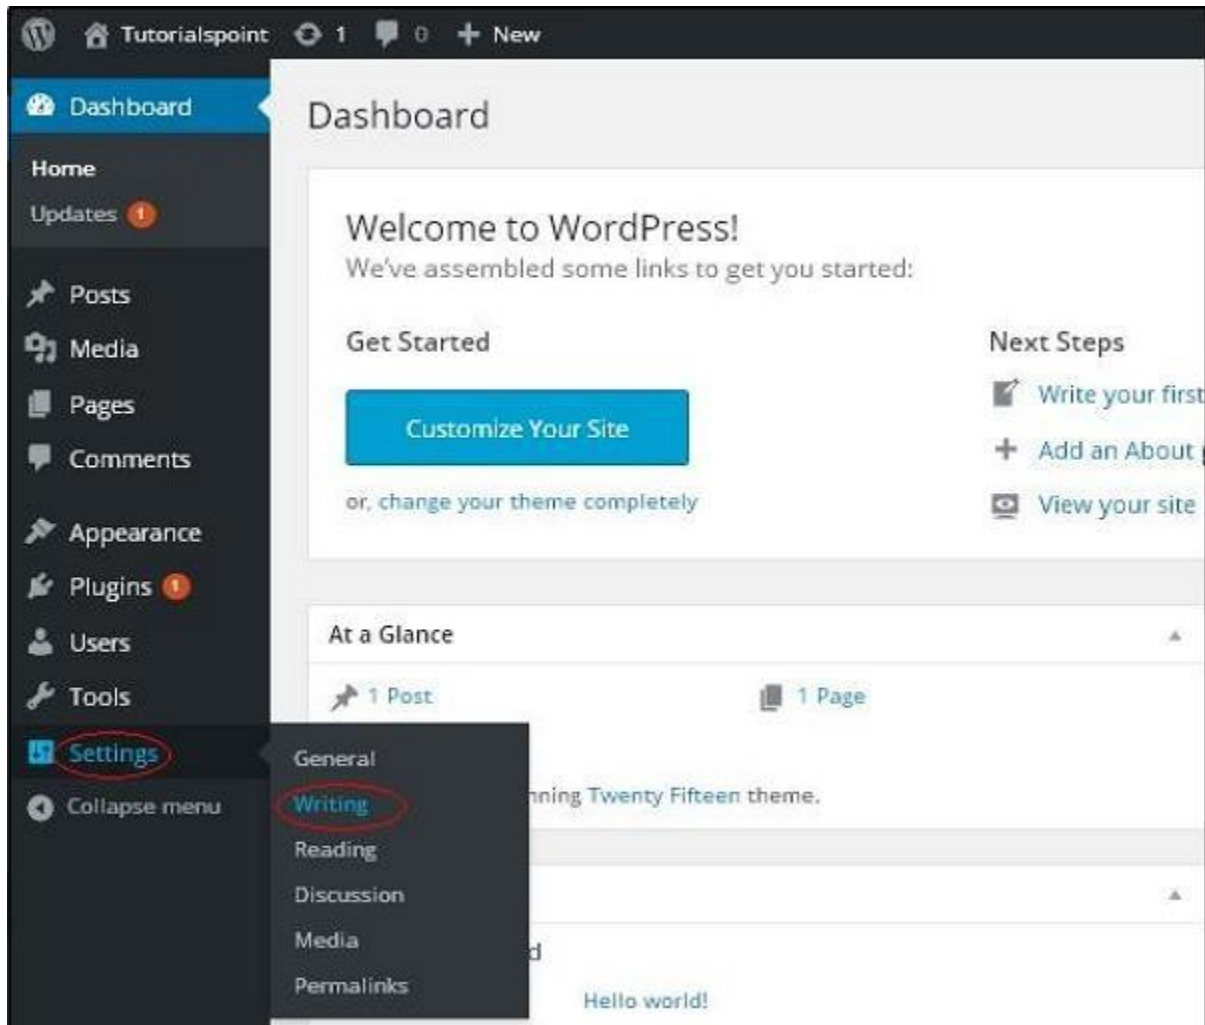 Tutorialspoint 1 0 + New
Dashboard
Home
Updates 1
Posts
Media
Pages
Comments
Appearance
Plugins 1
Users
Tools
Settings
Collapse menu
General
Writing
Reading
Discussion
Media
Permalinks
Dashboard
Welcome to WordPress!
We've assembled some links to get you started:
Get Started
Customize Your Site
or, change your theme completely
Next Steps
Write your first
Add an About
View your site
At a Glance
1 Post
1 Page
nning Twenty Fifteen theme.
d
Hello world!